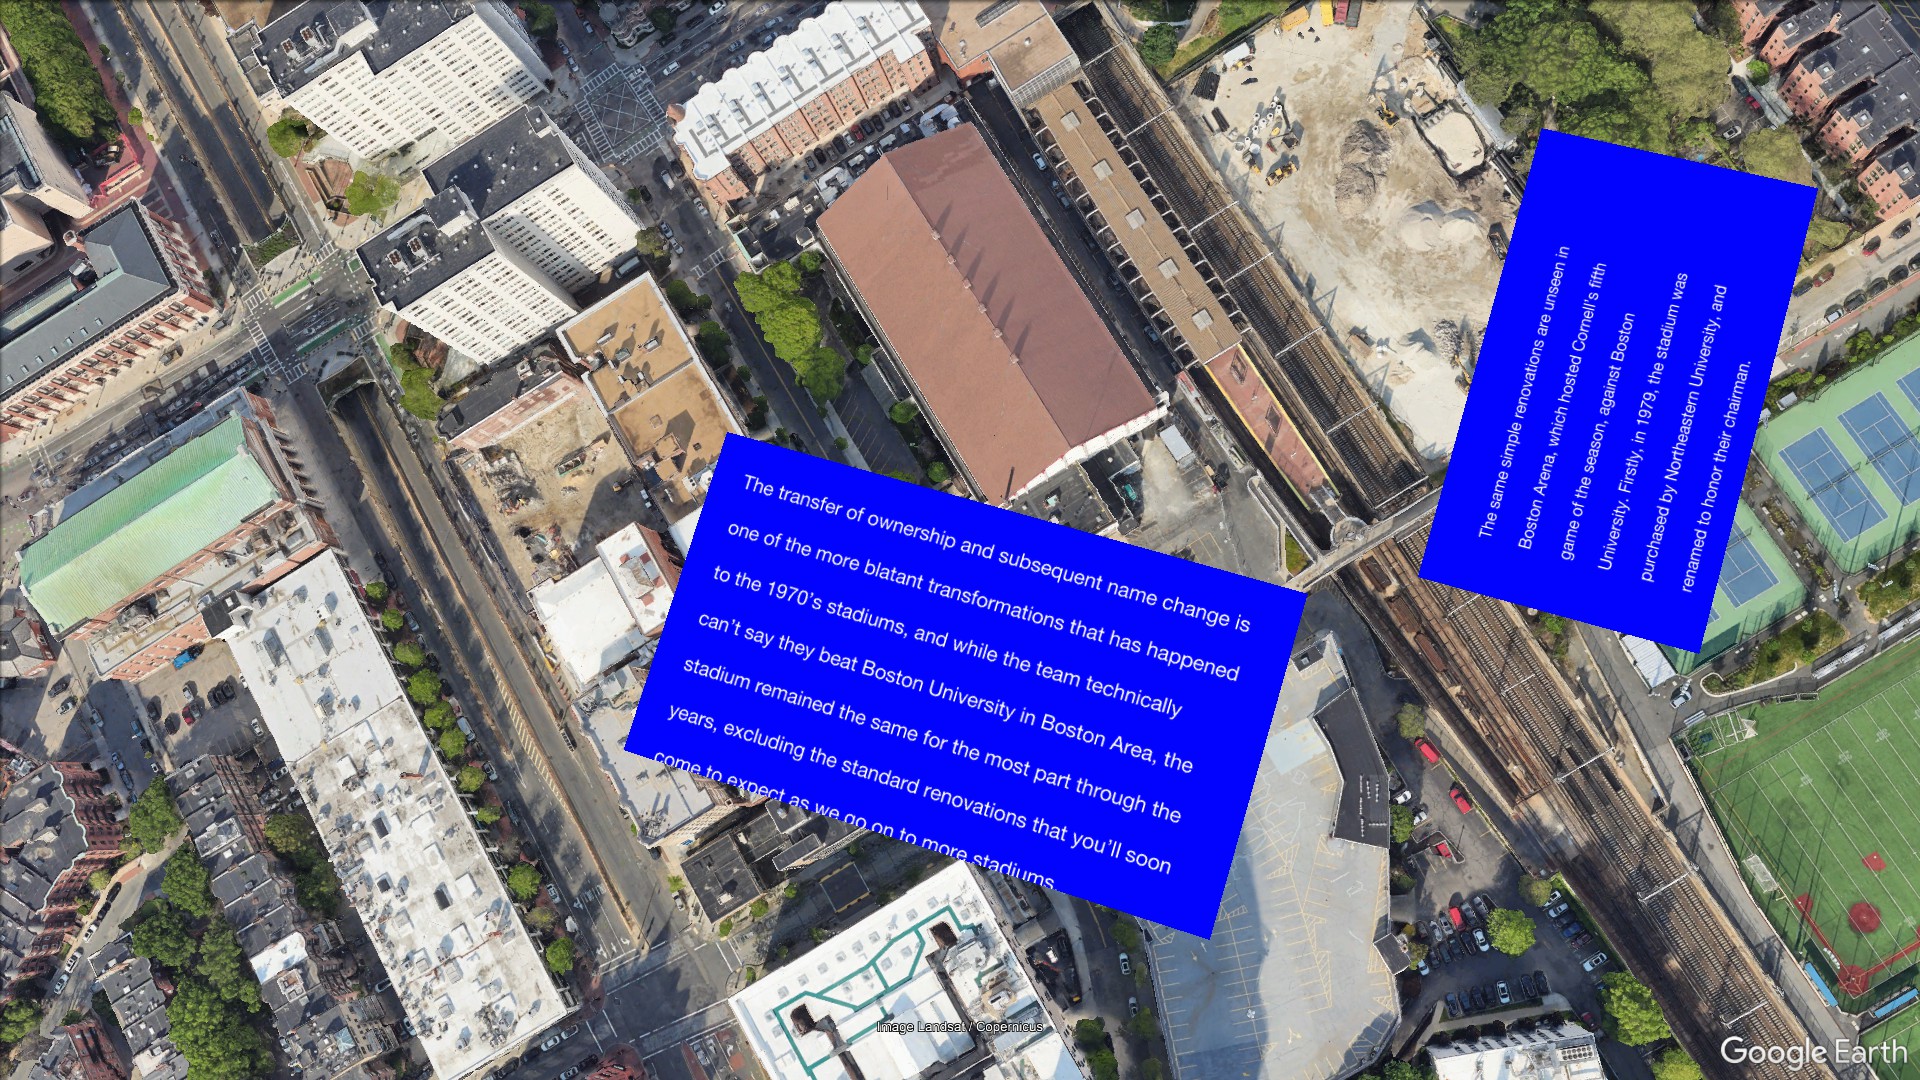 The same simple renovations are unseen in
Boston Arena, which hosted Cornell's fifth
game of the season, against Boston
University. Firstly, in 1979, the stadium was
purchased by Northeastern University, and
renamed to honor their chairman.
The transfer of ownership and subsequent name change is
one of the more blatant transformations that has happened
to the 1970's stadiums, and while the team technically
can't say they beat Boston University in Boston Area, the
stadium remained the same for the most part through the
years, excluding the standard renovations that you'll soon
come to expect as we go on to more stadiums.
Image Landsat / Copernicus
Google Earth